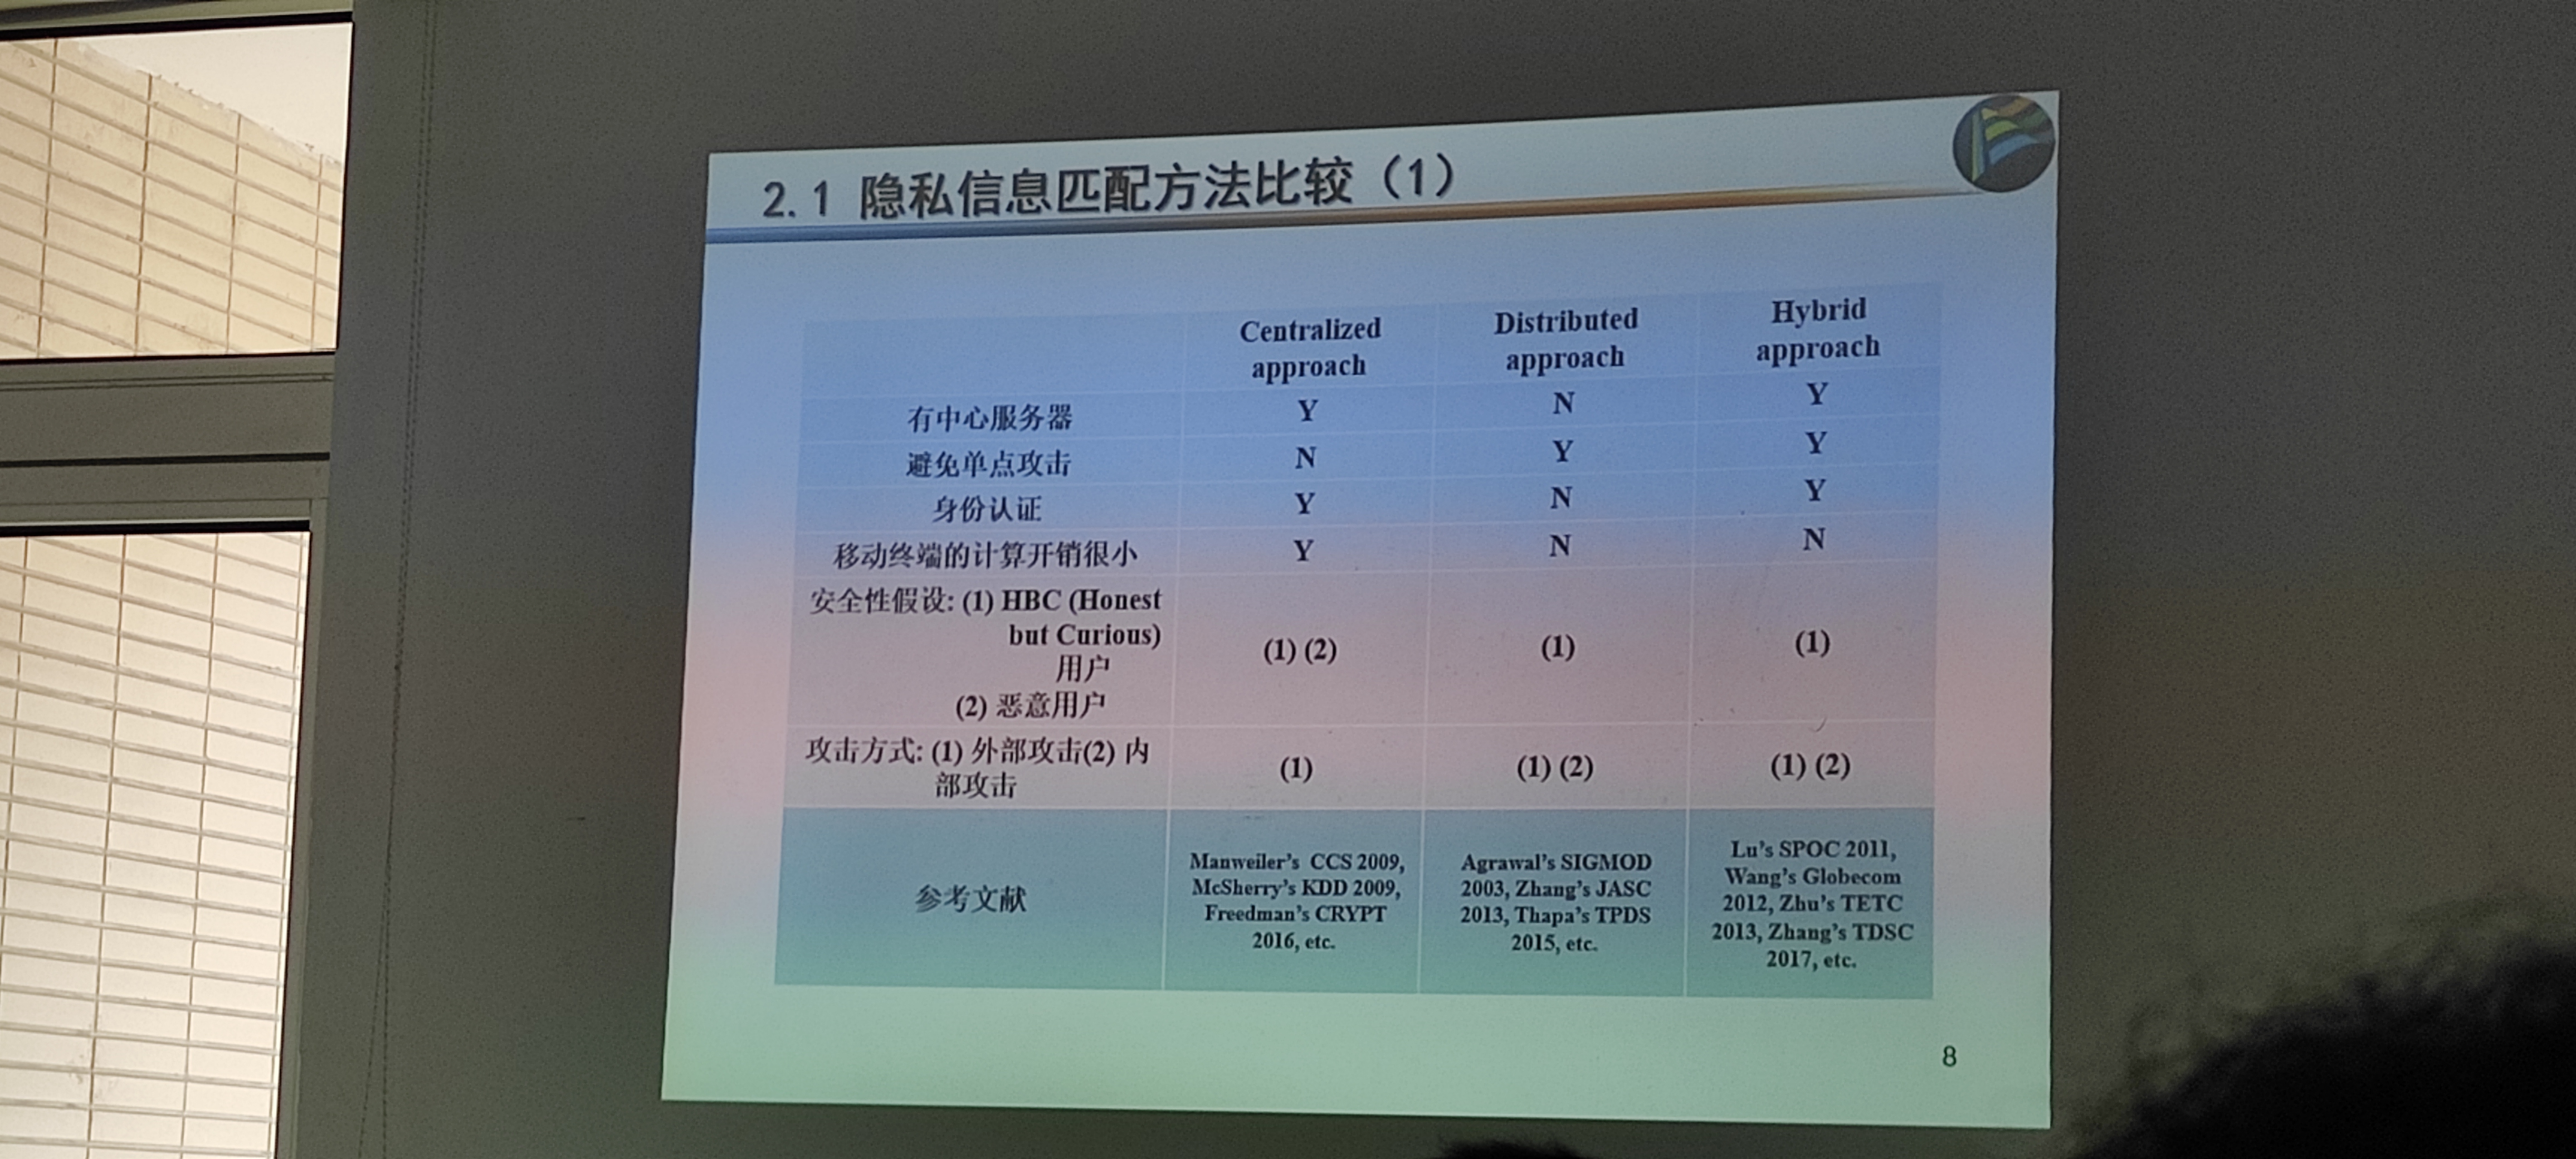 2.1 隐私信息匹配方法比较（1）
Centralized approach
Distributed approach
Hybrid approach
有中心服务器 Y N Y
避免单点攻击 N Y Y
身份认证 Y N Y
移动终端的计算开销很小 Y N N
安全性假设: (1) HBC (Honest
but Curious)
用户
(2) 恶意用户
(1) (2) (1) (1)
攻击方式: (1) 外部攻击(2) 内
部攻击
(1) (1) (2) (1) (2)
参考文献
Manweiler's CCS 2009,
McSherry's KDD 2009,
Freedman's CRYPT
2016, etc.
Agrawal's SIGMOD
2003, Zhang's JASC
2013, Thapa's TPDS
2015, etc.
Lu's SPOC 2011,
Wang's Globecom
2012, Zhu's TETC
2013, Zhang's TDSC
2017, etc.
8